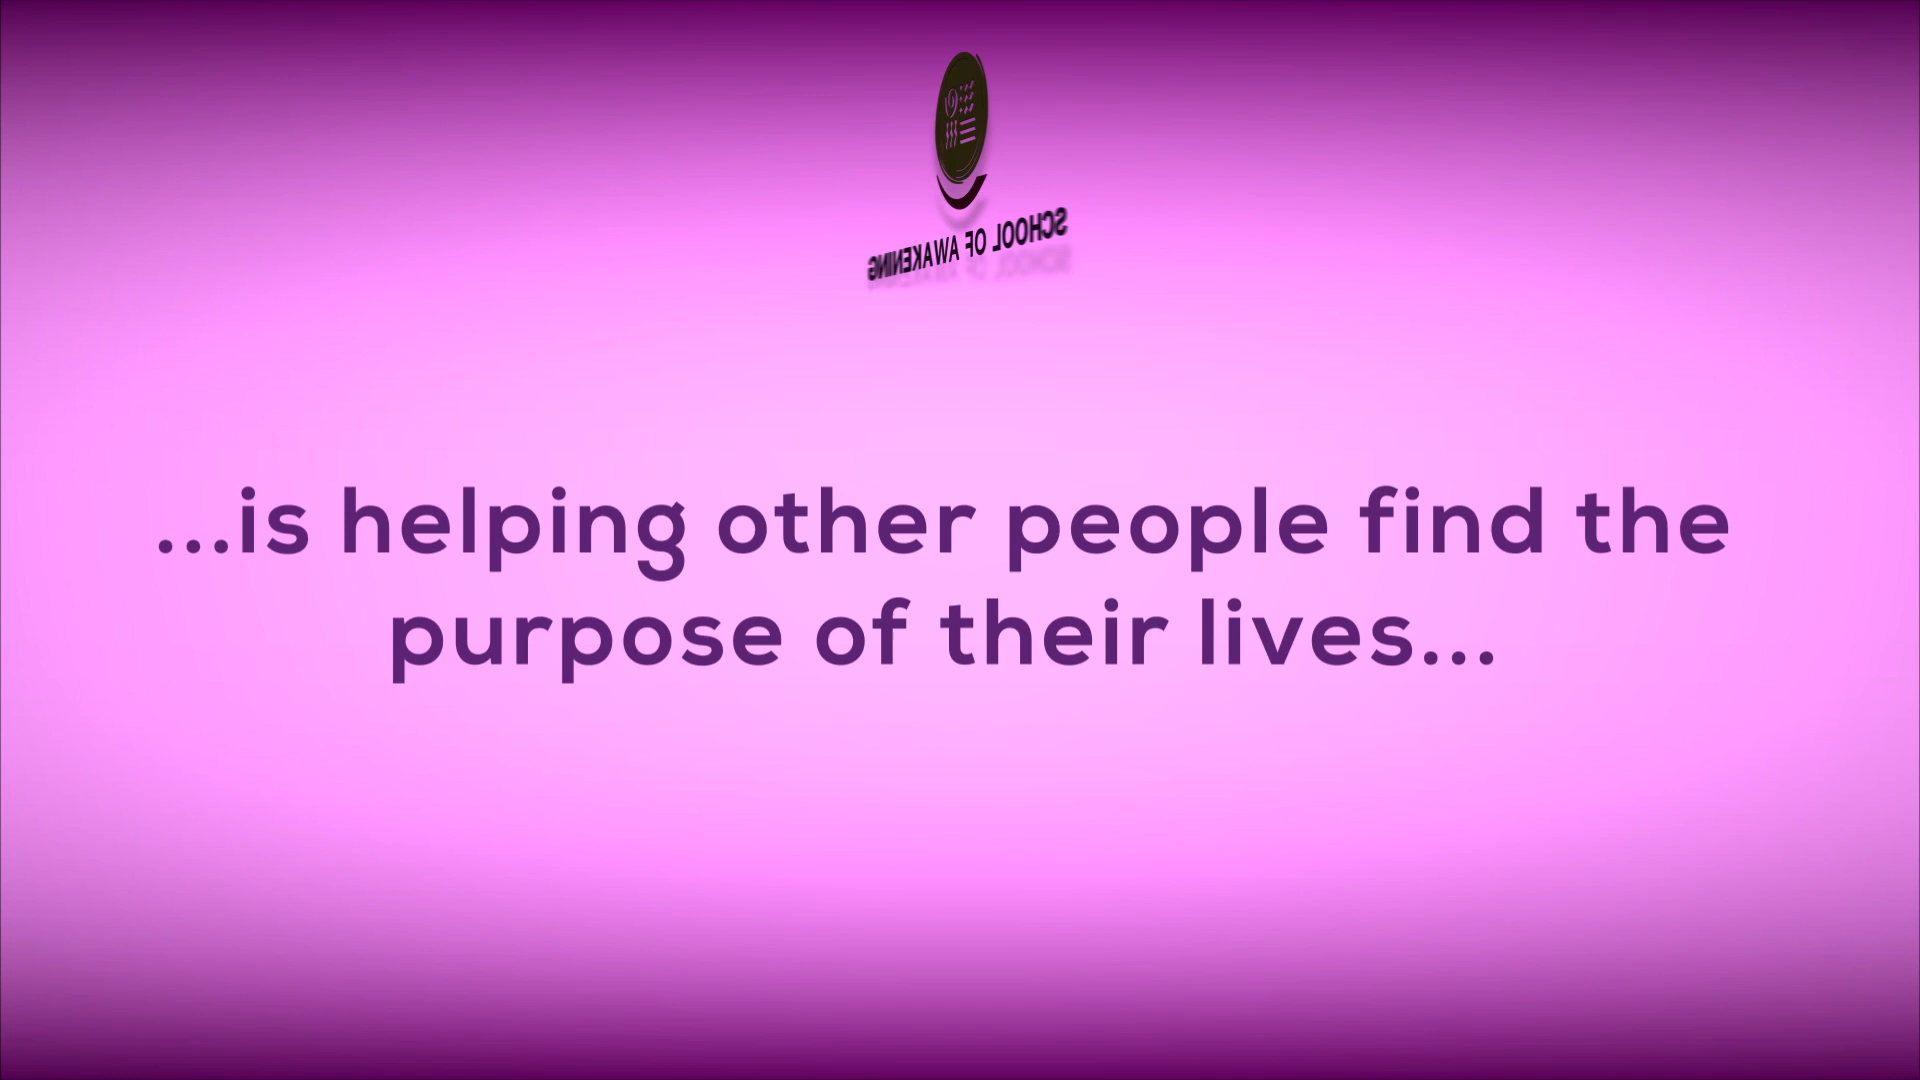 SCHOOL OF AWAKENING
...is helping other people find the
purpose of their lives...